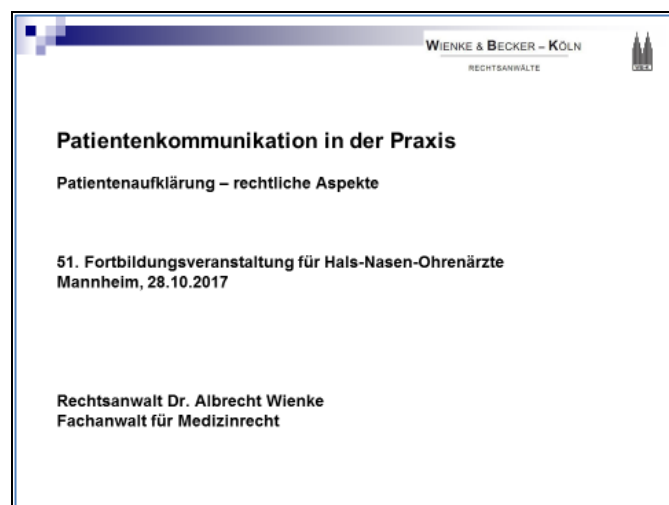 WIENKE & BECKER – KÖLN
RECHTSANWÄLTE
Patientenkommunikation in der Praxis
Patientenaufklärung – rechtliche Aspekte
51. Fortbildungsveranstaltung für Hals-Nasen-Ohrenärzte
Mannheim, 28.10.2017
Rechtsanwalt Dr. Albrecht Wienke
Fachanwalt für Medizinrecht